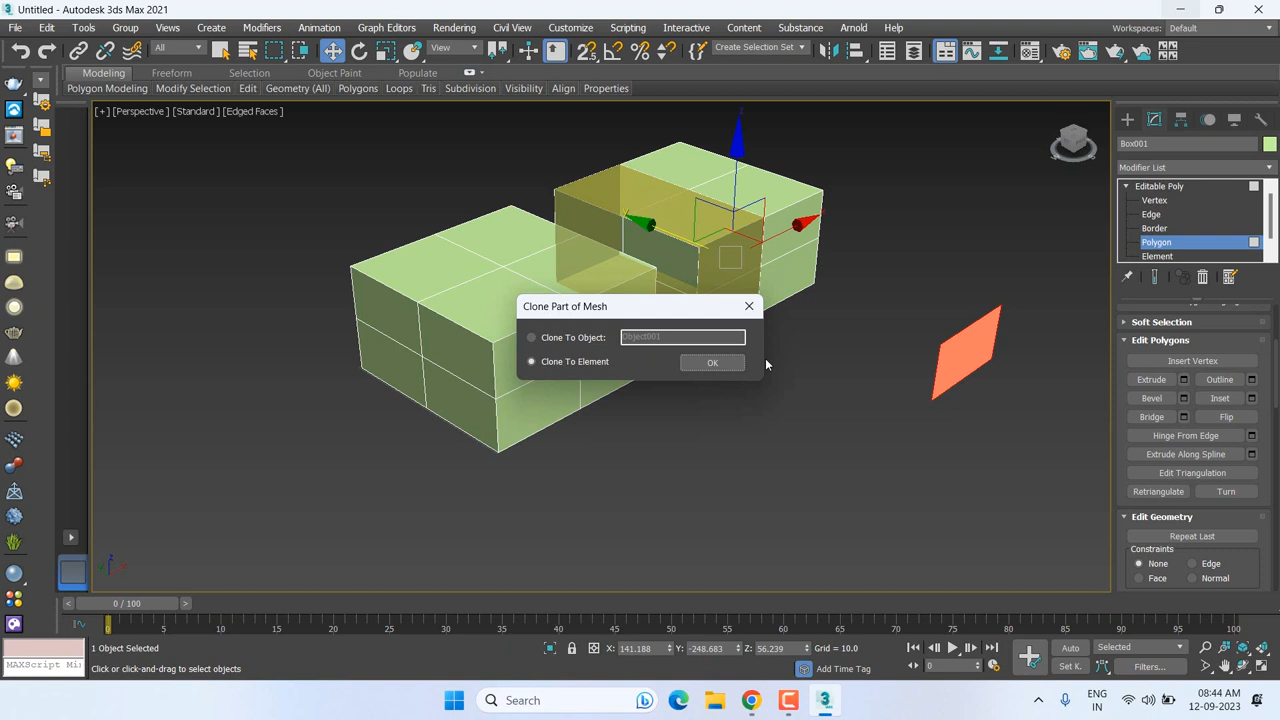 Untitled - Autodesk 3ds Max 2021
File Edit Tools Group Views Create Modifiers Animation Graph Editors Rendering Civil View Customize Scripting Interactive Content Substance Arnold Help
Workspaces: Default
All
View
Create Selection Set
Modeling Freeform Selection Object Paint Populate
Polygon Modeling Modify Selection Edit Geometry (All) Polygons Loops Tris Subdivision Visibility Align Properties
[+] [Perspective ] [Standard ] [Edged Faces ]
Box001
Modifier List
Editable Poly
Vertex
Edge
Border
Polygon
Element
Clone Part of Mesh
Clone To Object: Object001
Clone To Element
OK
Soft Selection
Edit Polygons
Insert Vertex
Extrude Outline
Bevel Inset
Bridge Flip
Hinge From Edge
Extrude Along Spline
Edit Triangulation
Retriangulate Turn
Edit Geometry
Repeat Last
Constraints
None Edge
Face Normal
< 0 / 100 >
0 5 10 15 20 25 30 35 40 45 50 55 60 65 70 75 80 85 90 95 100
1 Object Selected
X: 141.188 Y: -248.683 Z: 56.239 Grid = 10.0
Auto Selected
MAXScript Mi
Click or click-and-drag to select objects
Add Time Tag
0
Set K. Filters...
Search
ENG
IN
08:44 AM
12-09-2023